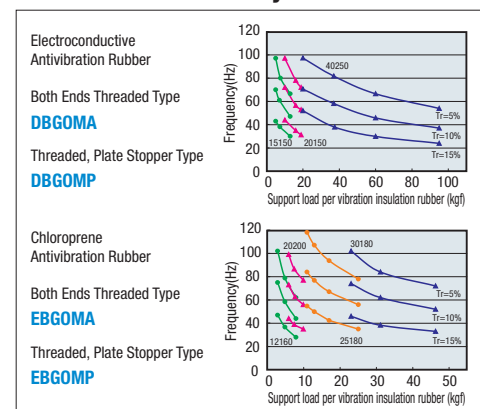 Electroconductive
Antivibration Rubber
Both Ends Threaded Type
DBGOMA
Threaded, Plate Stopper Type
DBGOMP
120
100
80
60
40
20
0
Frequency(Hz)
40250
15150
20150
Tr=5%
Tr=10%
Tr=15%
0 20 40 60 80 100
Support load per vibration insulation rubber (kgf)
Chloroprene
Antivibration Rubber
Both Ends Threaded Type
EBGOMA
Threaded, Plate Stopper Type
EBGOMP
120
100
80
60
40
20
0
Frequency(Hz)
20200
30180
12160
25180
Tr=5%
Tr=10%
Tr=15%
0 10 20 30 40 50
Support load per vibration insulation rubber (kgf)